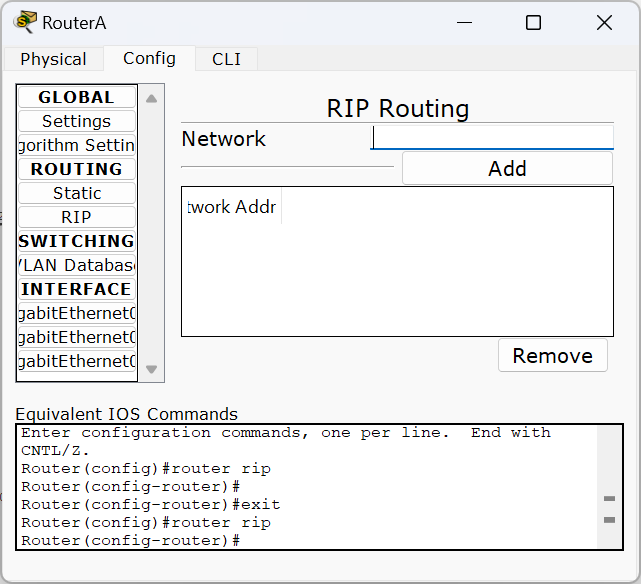 RouterA
Physical
Config
CLI
GLOBAL
Settings
gorithm Settin
ROUTING
Static
RIP
SWITCHING
VLAN Database
INTERFACE
gabitEthernet0
gabitEthernet0
gabitEthernet0
RIP Routing
Network
Add
twork Addr
Remove
Equivalent IOS Commands
Enter configuration commands, one per line.  End with
CNTL/Z.
Router(config)#router rip
Router(config-router)#
Router(config-router)#exit
Router(config)#router rip
Router(config-router)#